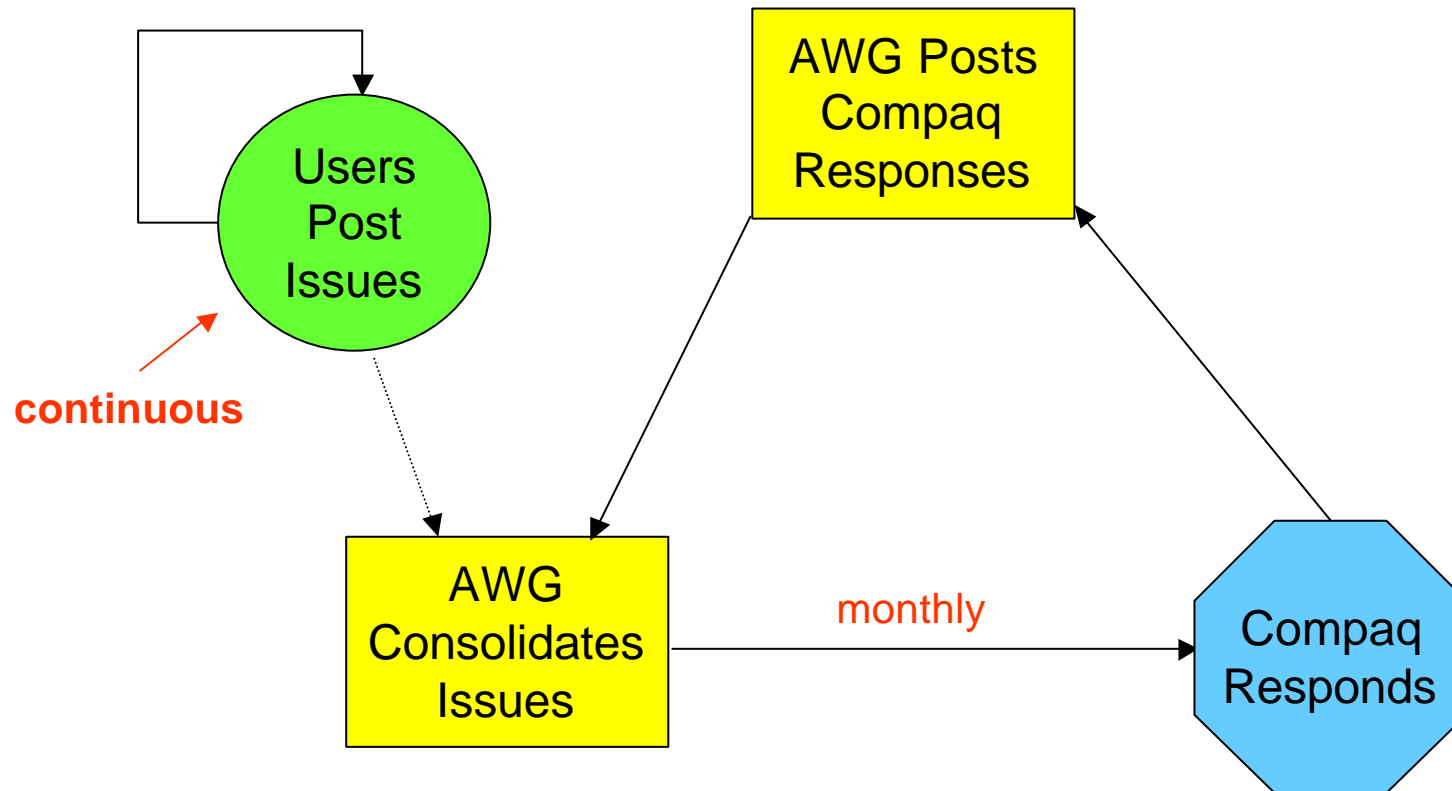 AWG Posts
Compaq
Responses
Users
Post
Issues
continuous
AWG
Consolidates
Issues
monthly
Compaq
Responds